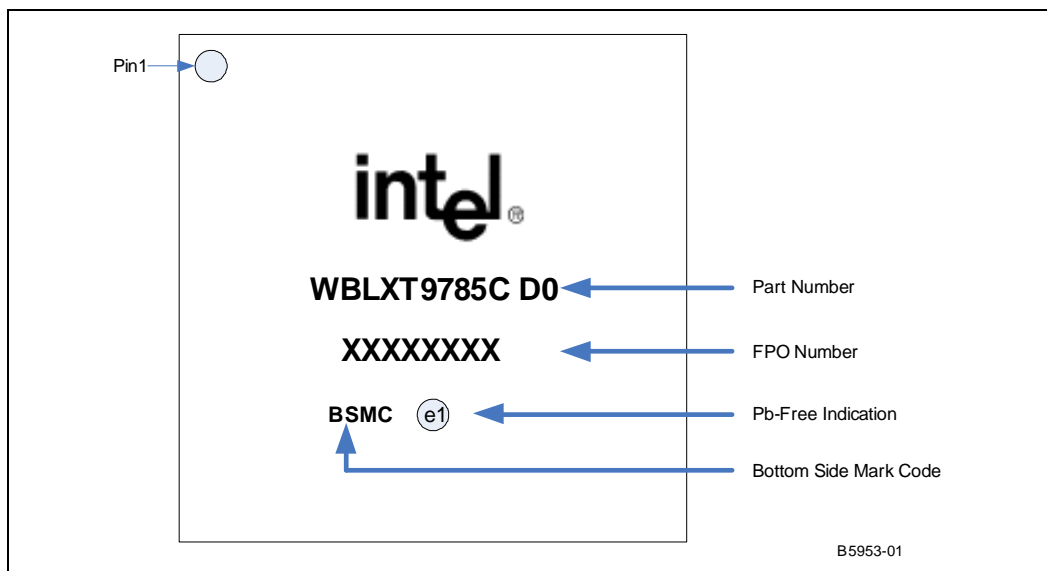 Pin1
intel®
WBLXT9785C D0
Part Number
XXXXXXXX
FPO Number
BSMC e1
Pb-Free Indication
Bottom Side Mark Code
B5953-01